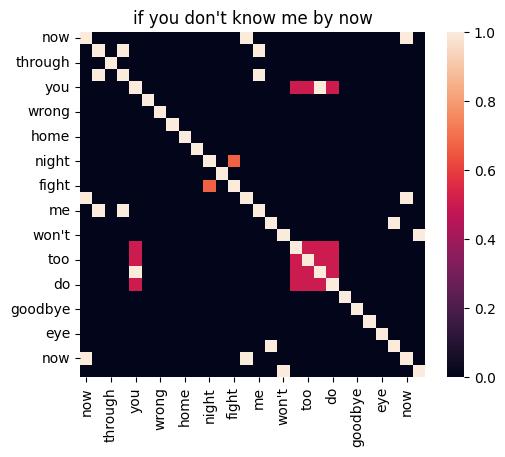 if you don't know me by now
now
through
you
wrong
home
night
fight
me
won't
too
do
goodbye
eye
now
now
through
you
wrong
home
night
fight
me
won't
too
do
goodbye
eye
now
1.0
0.8
0.6
0.4
0.2
0.0